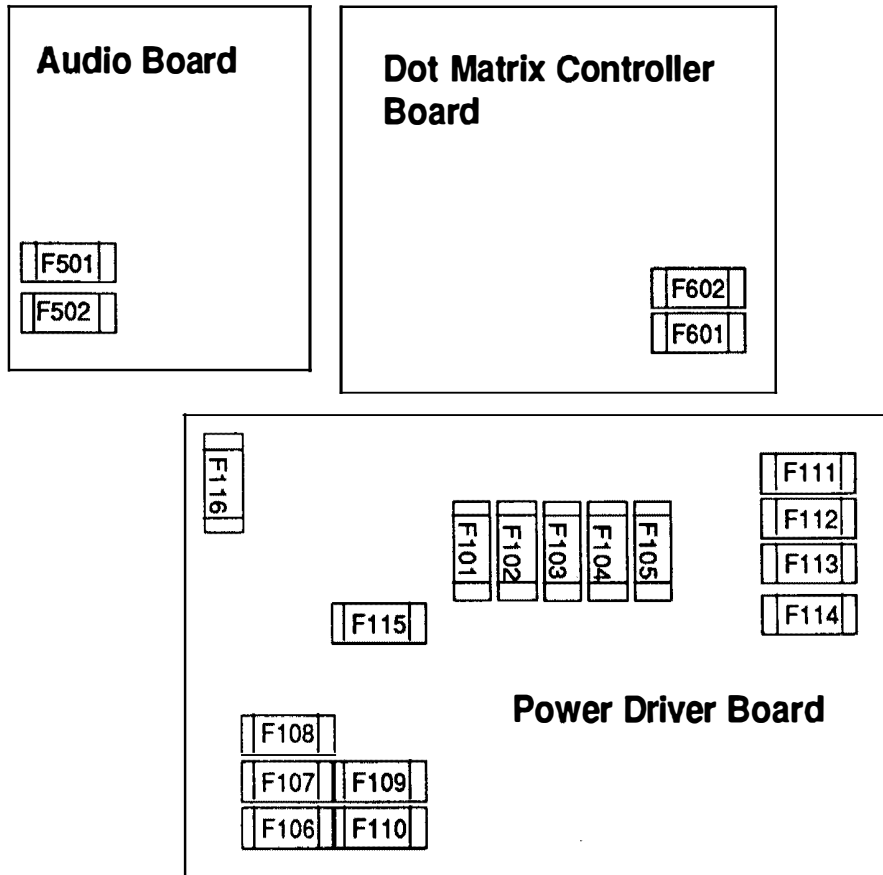 Audio Board
F501
F502
Dot Matrix Controller
Board
F602
F601
F116
F101
F102
F103
F104
F105
F111
F112
F113
F114
F115
Power Driver Board
F108
F107
F109
F106
F110